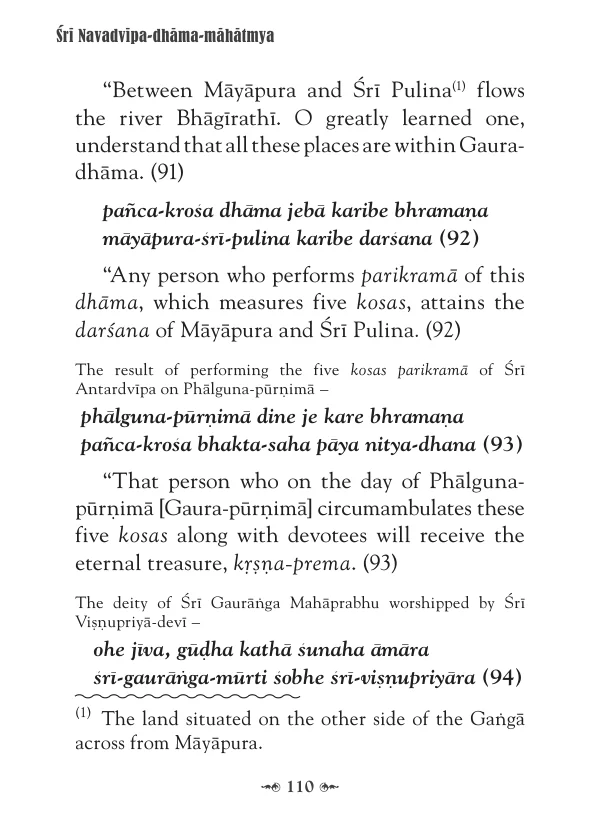 Śrī Navadvīpa-dhāma-māhātmya
“Between Māyāpura and Śrī Pulina(1) flows
the river Bhāgīrathī. O greatly learned one,
understand that all these places are within Gaura-
dhāma. (91)
pañca-krośa dhāma jebā karibe bhramaṇa
māyāpura-śrī-pulina karibe darśana (92)
“Any person who performs parikramā of this
dhāma, which measures five kosas, attains the
darśana of Māyāpura and Śrī Pulina. (92)
The result of performing the five kosas parikramā of Śrī
Antardvīpa on Phālguna-pūrṇimā –
phālguna-pūrṇimā dine je kare bhramaṇa
pañca-krośa bhakta-saha pāya nitya-dhana (93)
“That person who on the day of Phālguna-
pūrṇimā [Gaura-pūrṇimā] circumambulates these
five kosas along with devotees will receive the
eternal treasure, kṛṣṇa-prema. (93)
The deity of Śrī Gaurāṅga Mahāprabhu worshipped by Śrī
Viṣṇupriyā-devī –
ohe jīva, gūḍha kathā śunaha āmāra
śrī-gaurāṅga-mūrti śobhe śrī-viṣṇupriyāra (94)
(1) The land situated on the other side of the Gaṅgā
across from Māyāpura.
110